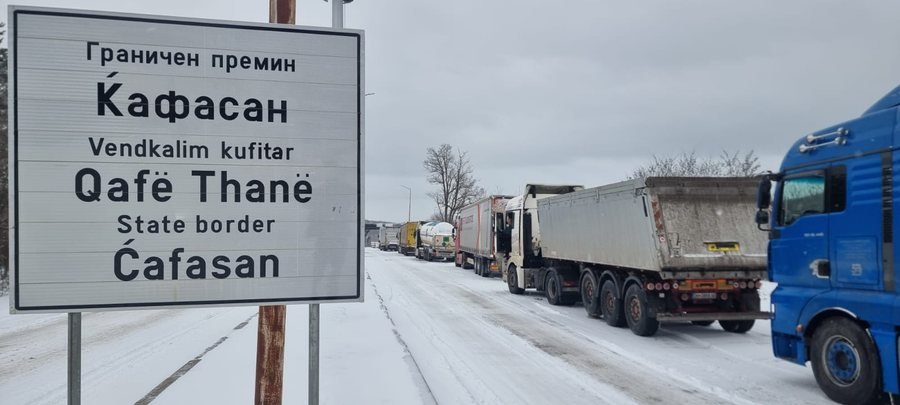 Граничен премин
Ќафасан
Vendkalim kufitar
Qafë Thanë
State border
Ćafasan